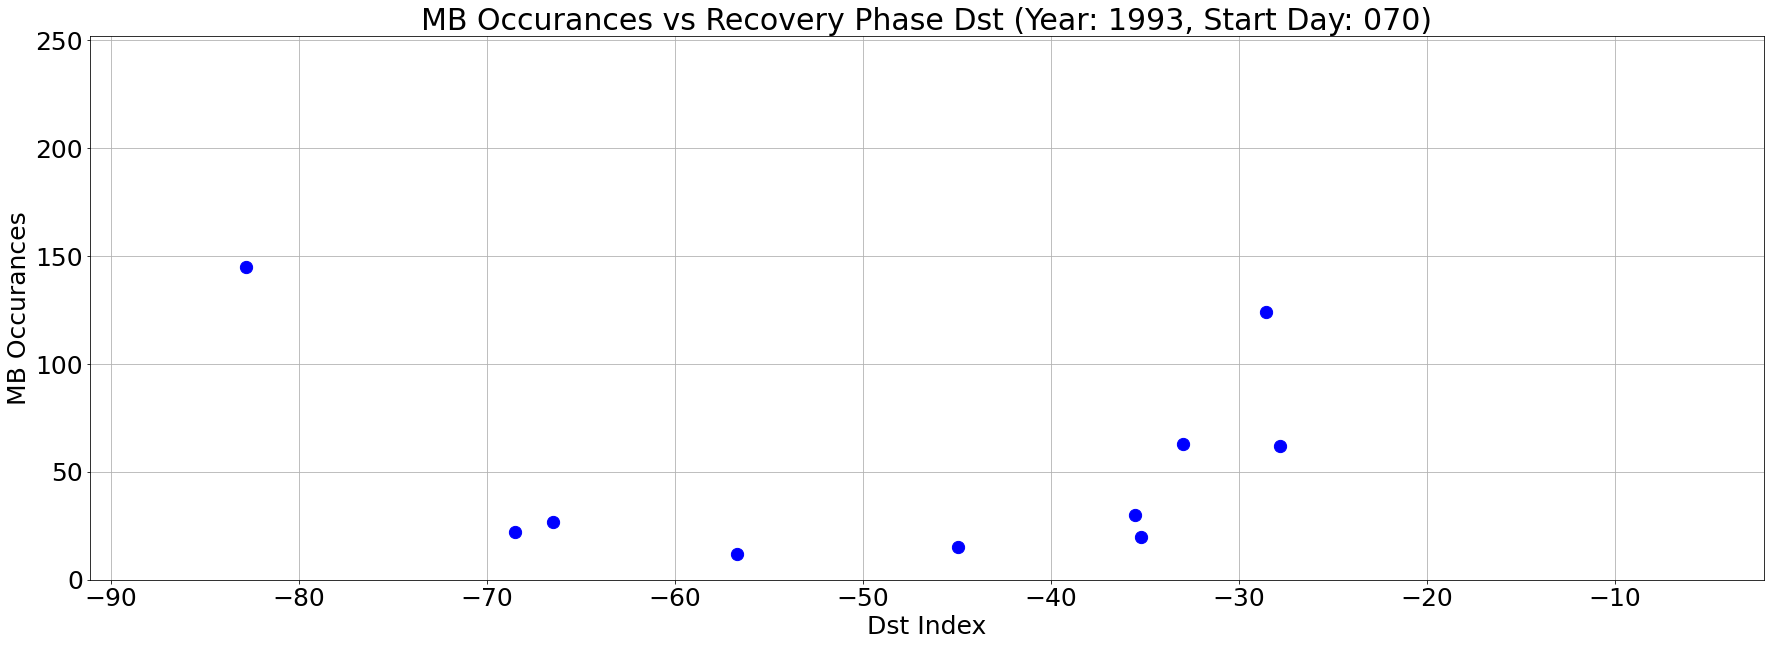 MB Occurances vs Recovery Phase Dst (Year: 1993, Start Day: 070)
250
200
150
100
50
0
MB Occurances
−90 −80 −70 −60 −50 −40 −30 −20 −10
Dst Index